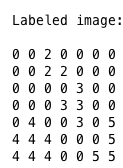 Labeled image:
0 0 2 0 0 0 0
0 0 2 2 0 0 0
0 0 0 0 3 0 0
0 0 0 3 3 0 0
0 4 0 0 3 0 5
4 4 4 0 0 0 5
4 4 4 0 0 5 5